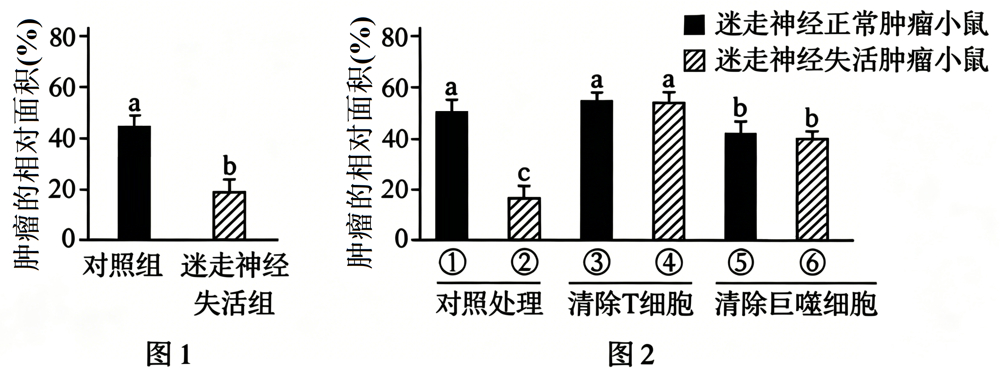 肿瘤的相对面积(%)
80
60
40
20
0
a
b
对照组
迷走神经
失活组
图1
迷走神经正常肿瘤小鼠
迷走神经失活肿瘤小鼠
肿瘤的相对面积(%)
80
60
40
20
0
a
c
a
a
b
b
① ② ③ ④ ⑤ ⑥
对照处理 清除T细胞 清除巨噬细胞
图2